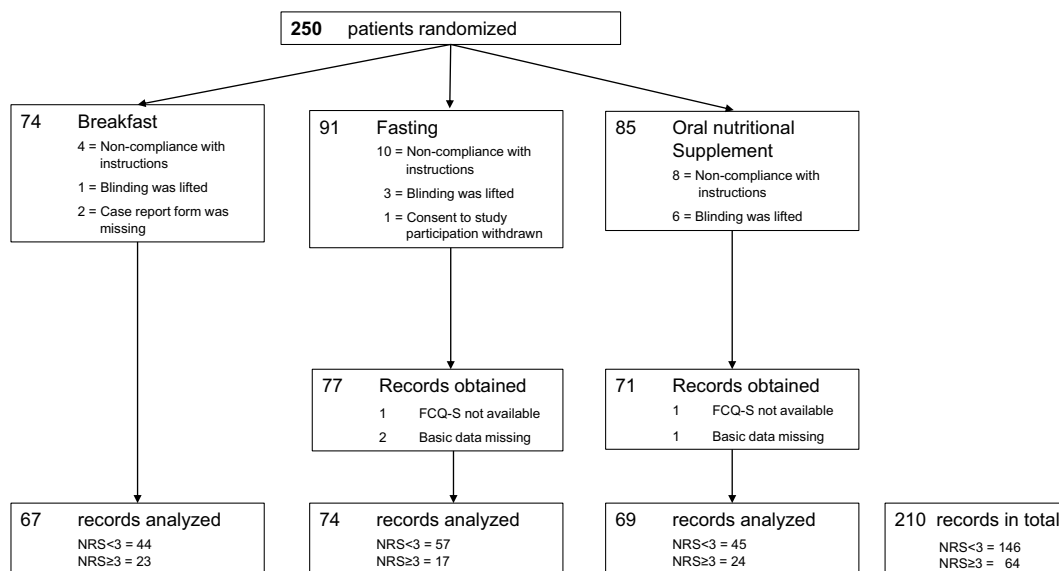 250 patients randomized
74 Breakfast
4 = Non-compliance with
instructions
1 = Blinding was lifted
2 = Case report form was
missing
91 Fasting
10 = Non-compliance with
instructions
3 = Blinding was lifted
1 = Consent to study
participation withdrawn
85 Oral nutritional
Supplement
8 = Non-compliance with
instructions
6 = Blinding was lifted
77 Records obtained
1 FCQ-S not available
2 Basic data missing
71 Records obtained
1 FCQ-S not available
1 Basic data missing
67 records analyzed
NRS<3 = 44
NRS≥3 = 23
74 records analyzed
NRS<3 = 57
NRS≥3 = 17
69 records analyzed
NRS<3 = 45
NRS≥3 = 24
210 records in total
NRS<3 = 146
NRS≥3 = 64